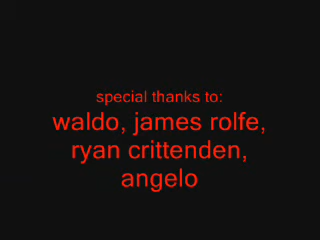 special thanks to:
waldo, james rolfe,
ryan crittenden,
angelo